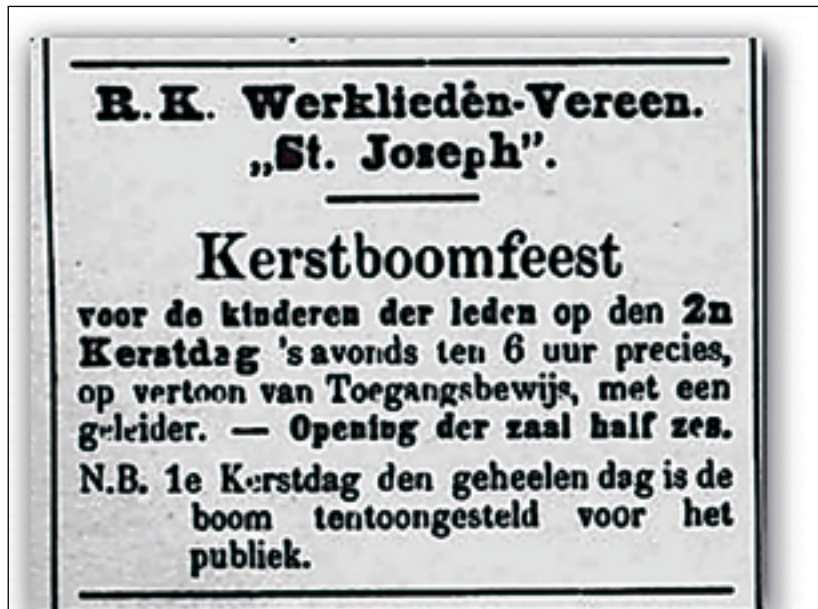 R.K. Werklieden-Vereen.
„St. Joseph”.
Kerstboomfeest
voor de kinderen der leden op den 2n
Kerstdag 's avonds ten 6 uur precies,
op vertoon van Toegangsbewijs, met een
geleider. — Opening der zaal half zes.
N.B. 1e Kerstdag den geheelen dag is de
boom tentoongesteld voor het
publiek.